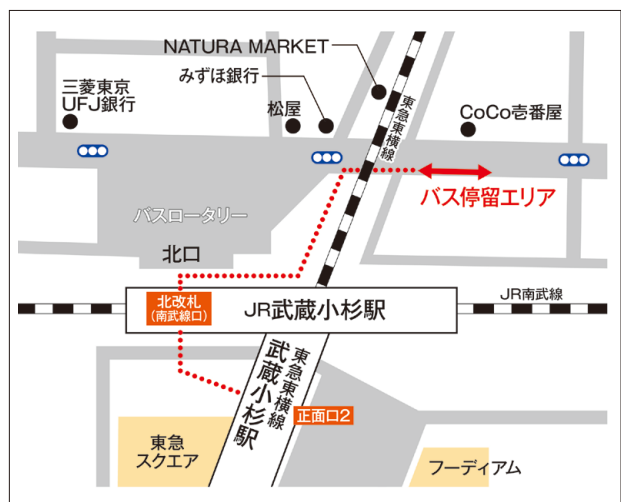 NATURA MARKET
みずほ銀行
三菱東京
UFJ銀行
松屋
CoCo壱番屋
東急東横線
バス停留エリア
バスロータリー
北口
北改札
(南武線口)
JR武蔵小杉駅
JR南武線
東急東横線
武蔵小杉駅
正面口2
東急
スクエア
フーディアム